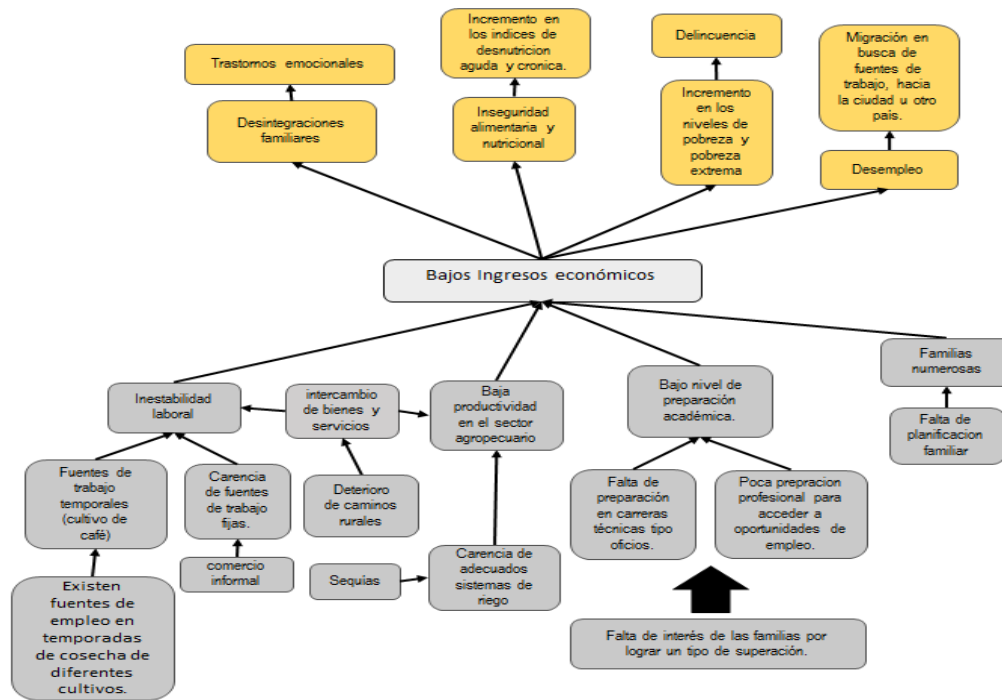 Trastornos emocionales
Incremento en
los indices de
desnutricion
aguda y cronica.
Delincuencia
Migración en
busca de
fuentes de
trabajo, hacia
la ciudad u otro
país.
Desintegraciones
familiares
Inseguridad
alimentaria y
nutricional
Incremento
en los
niveles de
pobreza y
pobreza
extrema
Desempleo
Bajos Ingresos económicos
Inestabilidad
laboral
intercambio
de bienes y
servicios
Baja
productividad
en el sector
agropecuario
Bajo nivel de
preparación
académica.
Familias
numerosas
Fuentes de
trabajo
temporales
(cultivo de
café)
Carencia
de fuentes
de trabajo
fijas.
Deterioro
de caminos
rurales
Falta de
preparación
en carreras
técnicas tipo
oficios.
Poca prepracion
profesional para
acceder a
oportunidades de
empleo.
Falta de
planificacion
familiar
Existen
fuentes de
empleo en
temporadas
de cosecha de
diferentes
cultivos.
comercio
informal
Sequías
Carencia de
adecuados
sistemas de
riego
Falta de interés de las familias por
lograr un tipo de superación.